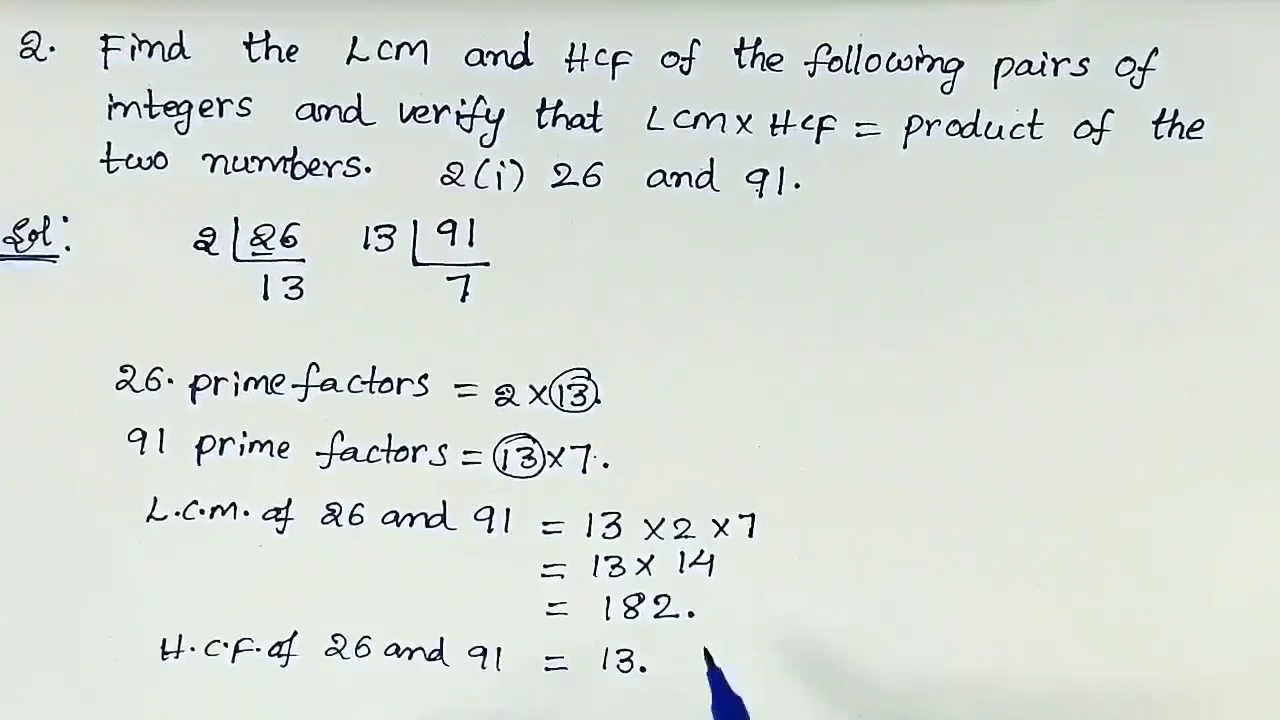 2. Find the LCM and HCF of the following pairs of
integers and verify that LCM x HCF = product of the
two numbers. 2(i) 26 and 91.
Sol: 2 | 26 13 | 91
13 7
26. prime factors = 2 x 13.
91 prime factors = 13 x 7.
L.C.M. of 26 and 91 = 13 x 2 x 7
= 13 x 14
= 182.
H.C.F. of 26 and 91 = 13.